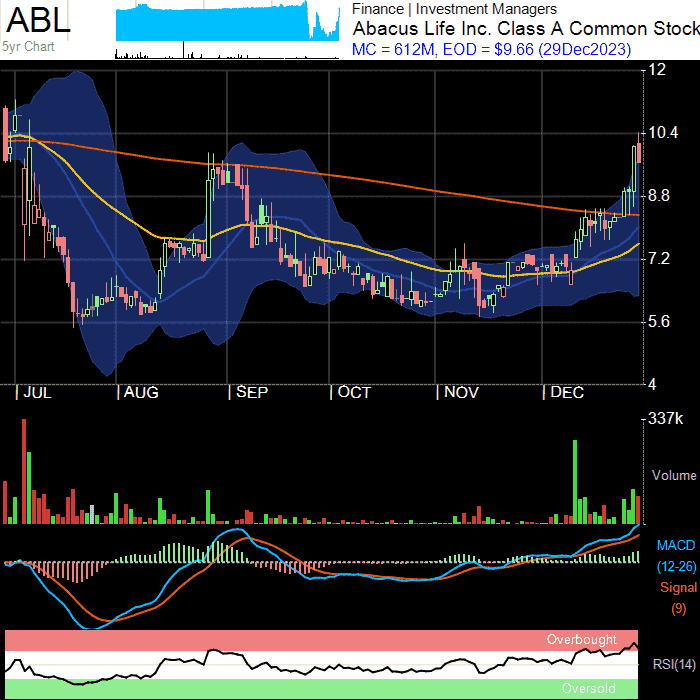 ABL
5yr Chart
Finance | Investment Managers
Abacus Life Inc. Class A Common Stock
MC = 612M, EOD = $9.66 (29Dec2023)
12
10.4
8.8
7.2
5.6
4
| JUL | AUG | SEP | OCT | NOV | DEC
337k
Volume
MACD
(12-26)
Signal
(9)
Overbought
RSI(14)
Oversold